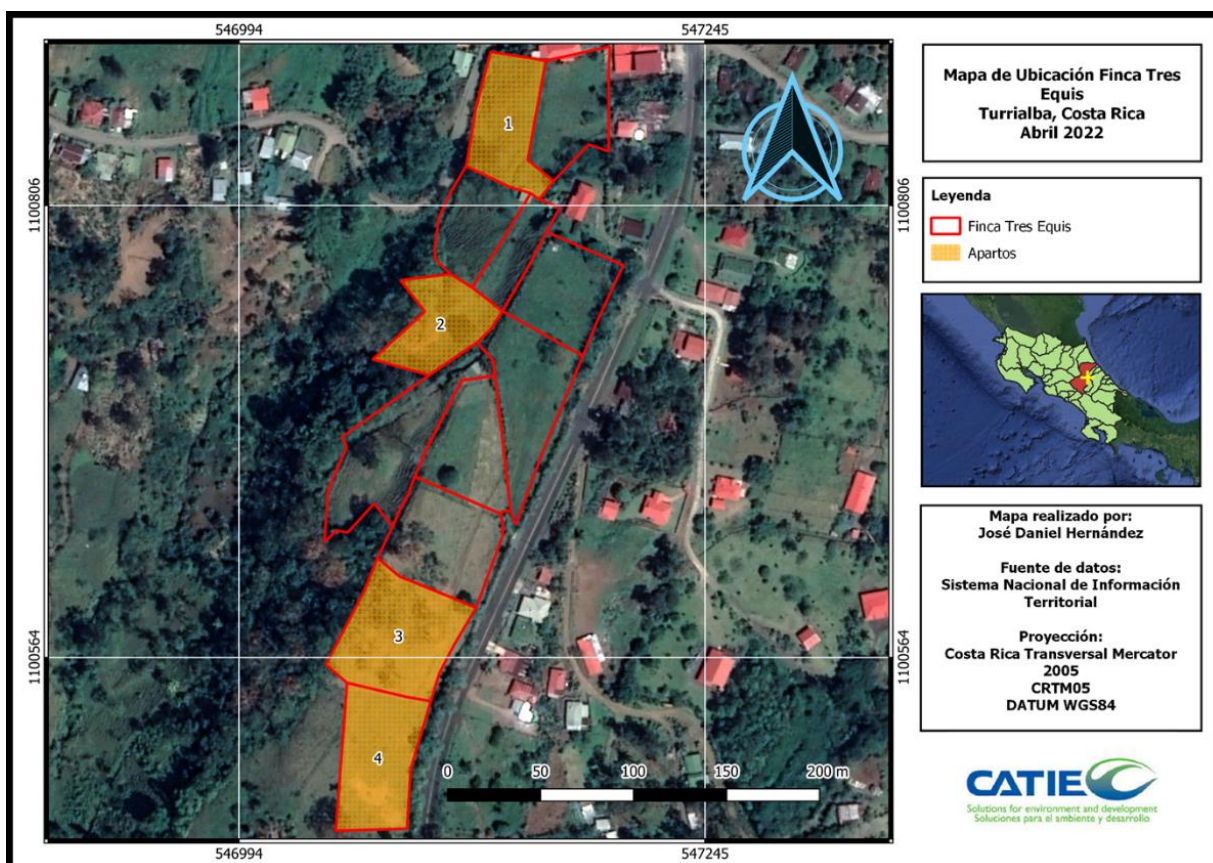 546994
547245
1100806
1100806
1100564
1100564
546994
547245
1
2
3
4
0
50
100
150
200 m
Mapa de Ubicación Finca Tres
Equis
Turrialba, Costa Rica
Abril 2022
Leyenda
Finca Tres Equis
Apartos
Mapa realizado por:
José Daniel Hernández
Fuente de datos:
Sistema Nacional de Información
Territorial
Proyección:
Costa Rica Transversal Mercator
2005
CRTM05
DATUM WGS84
CATIE
Solutions for environment and development
Soluciones para el ambiente y desarrollo